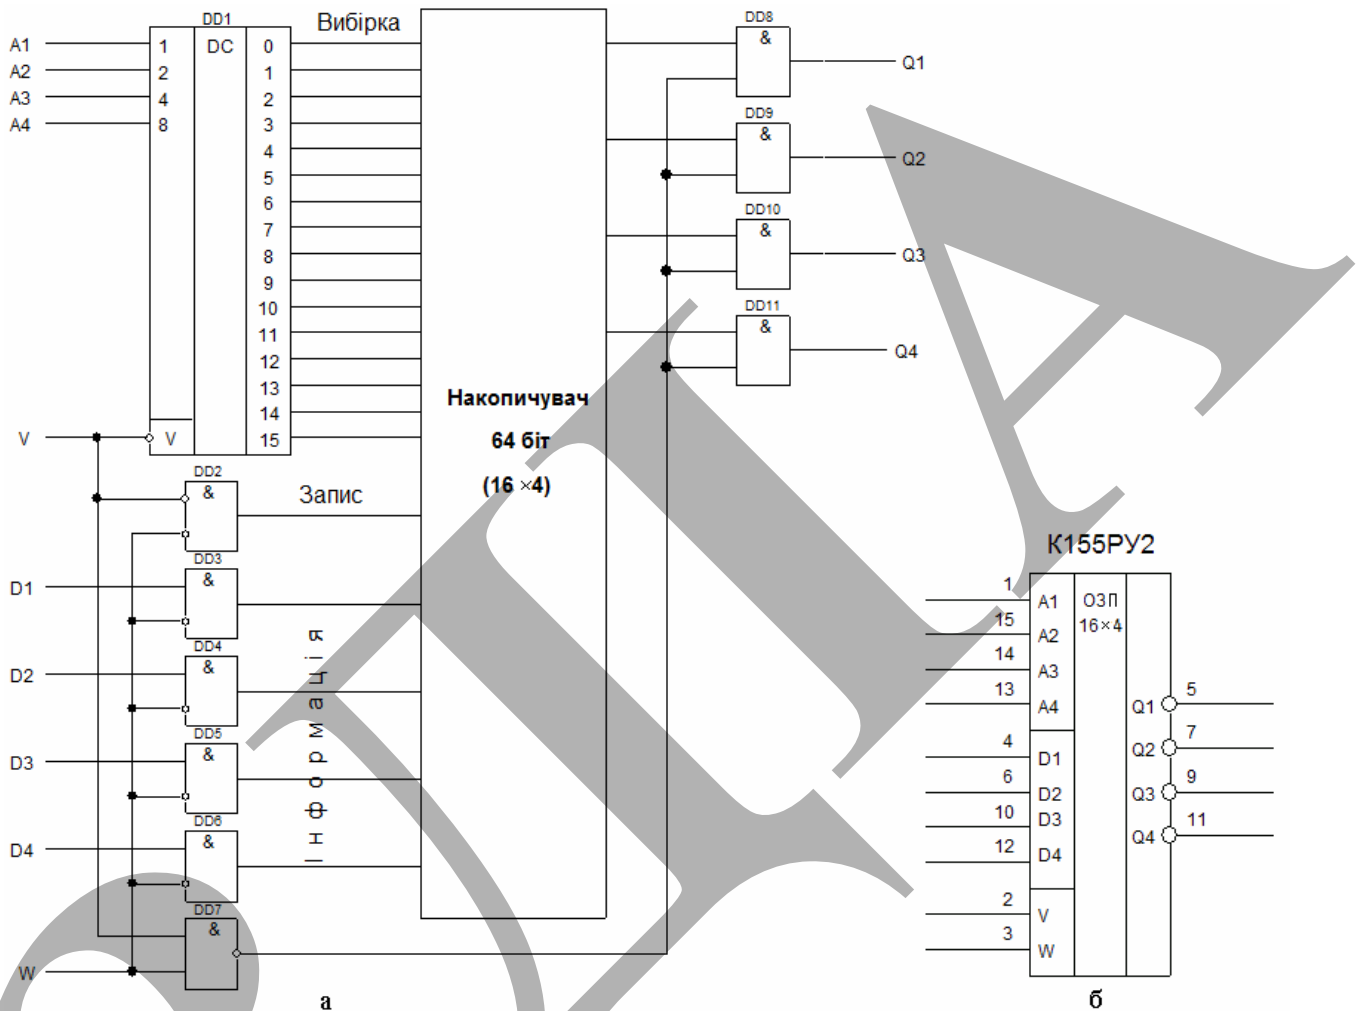 DD1
Вибірка
DD8
A1
1
DC
0
&
Q1
A2
2
1
A3
4
2
A4
8
3
DD9
4
&
Q2
5
6
DD10
7
&
Q3
8
9
10
DD11
11
&
Q4
12
13
14
V
V
15
Накопичувач
64 біт
(16 ×4)
DD2
&
Запис
DD3
D1
&
DD4
D2
&
DD5
D3
&
DD6
D4
&
DD7
&
W
Інформація
а
К155РУ2
1
A1
ОЗП
16×4
15
A2
14
A3
13
A4
Q1
5
4
D1
Q2
7
6
D2
Q3
9
10
D3
Q4
11
12
D4
2
V
3
W
б